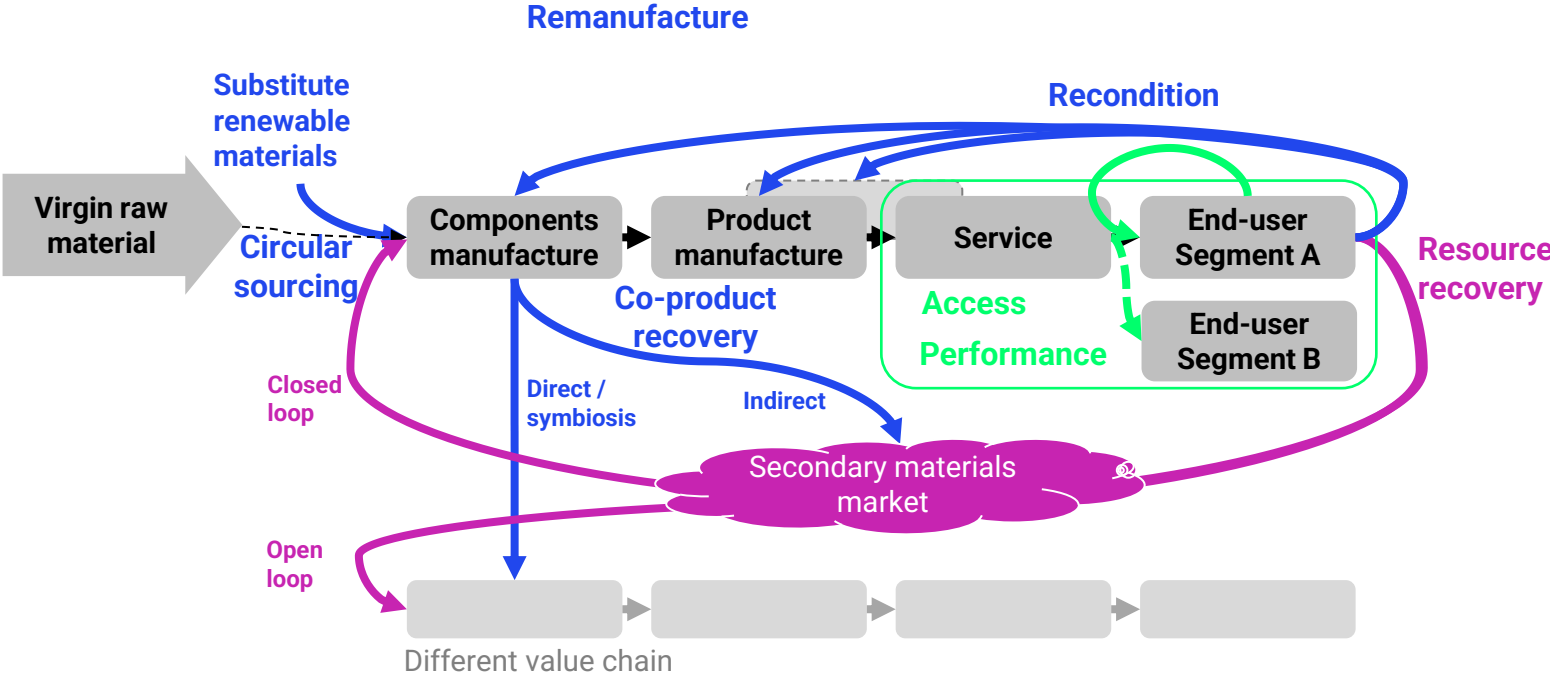 Remanufacture
Substitute
renewable
materials
Recondition
Virgin raw
material
Circular
sourcing
Components
manufacture
Product
manufacture
Service
End-user
Segment A
Resource
recovery
Co-product
recovery
Access
Performance
End-user
Segment B
Closed
loop
Direct /
symbiosis
Indirect
Secondary materials
market
Open
loop
Different value chain